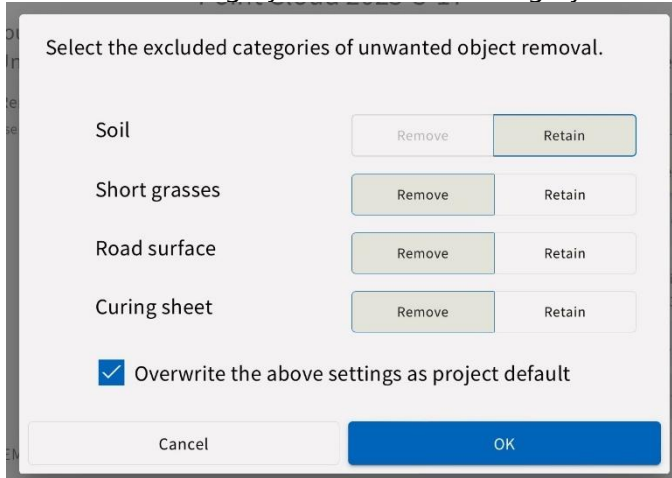 Select the excluded categories of unwanted object removal.
Soil Remove Retain
Short grasses Remove Retain
Road surface Remove Retain
Curing sheet Remove Retain
Overwrite the above settings as project default
Cancel OK